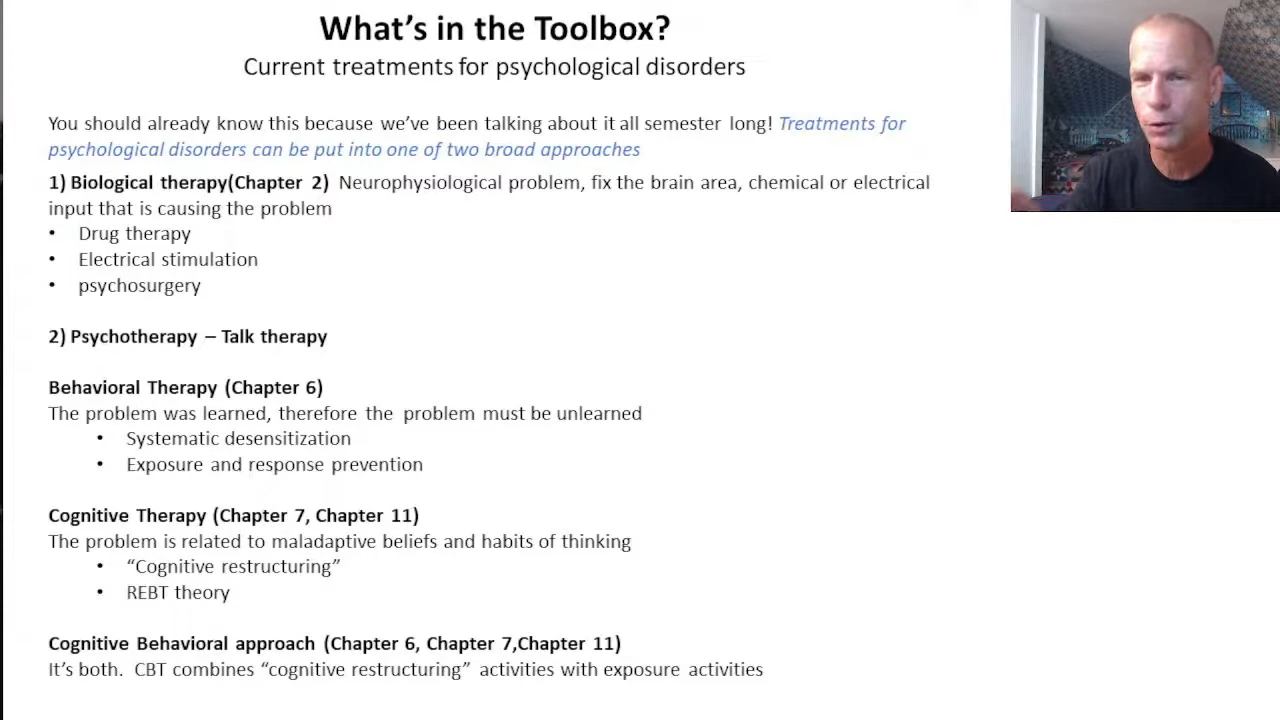 What's in the Toolbox?
Current treatments for psychological disorders
You should already know this because we've been talking about it all semester long! Treatments for
psychological disorders can be put into one of two broad approaches
1) Biological therapy(Chapter 2) Neurophysiological problem, fix the brain area, chemical or electrical
input that is causing the problem
• Drug therapy
• Electrical stimulation
• psychosurgery
2) Psychotherapy – Talk therapy
Behavioral Therapy (Chapter 6)
The problem was learned, therefore the problem must be unlearned
• Systematic desensitization
• Exposure and response prevention
Cognitive Therapy (Chapter 7, Chapter 11)
The problem is related to maladaptive beliefs and habits of thinking
• “Cognitive restructuring”
• REBT theory
Cognitive Behavioral approach (Chapter 6, Chapter 7,Chapter 11)
It's both. CBT combines “cognitive restructuring” activities with exposure activities